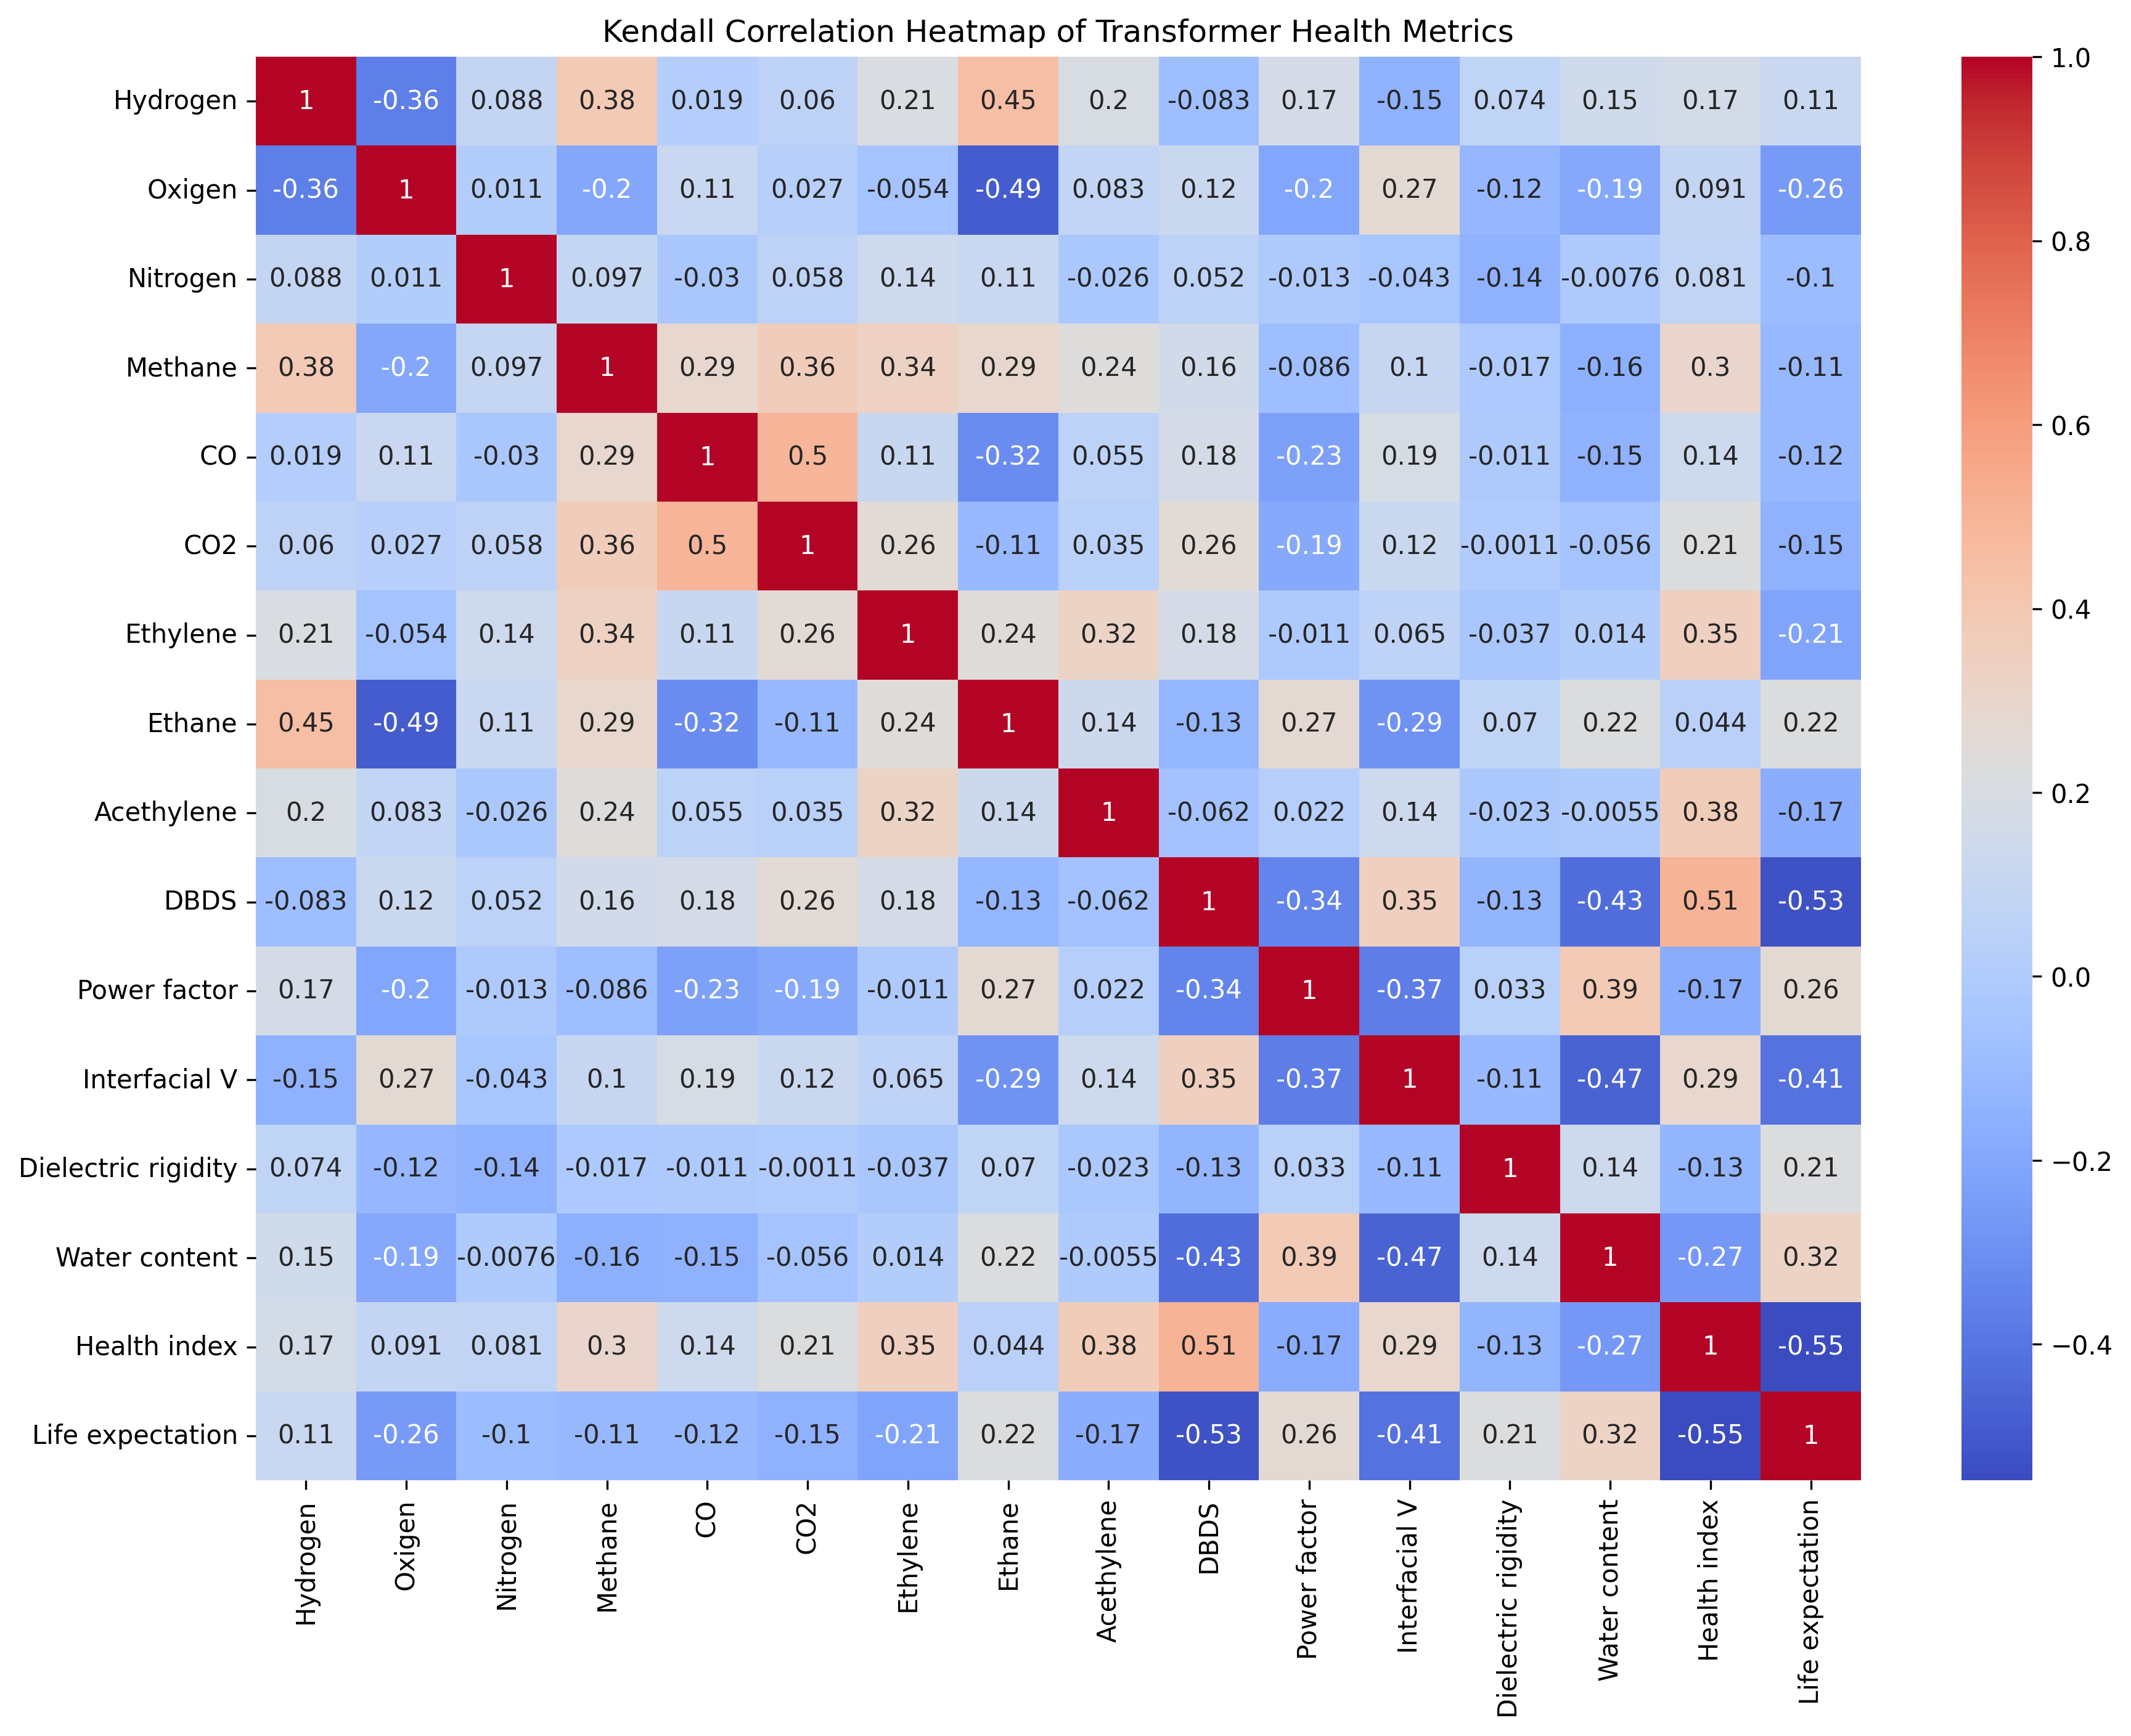 Kendall Correlation Heatmap of Transformer Health Metrics
Hydrogen 1 -0.36 0.088 0.38 0.019 0.06 0.21 0.45 0.2 -0.083 0.17 -0.15 0.074 0.15 0.17 0.11
Oxigen -0.36 1 0.011 -0.2 0.11 0.027 -0.054 -0.49 0.083 0.12 -0.2 0.27 -0.12 -0.19 0.091 -0.26
Nitrogen 0.088 0.011 1 0.097 -0.03 0.058 0.14 0.11 -0.026 0.052 -0.013 -0.043 -0.14 -0.0076 0.081 -0.1
Methane 0.38 -0.2 0.097 1 0.29 0.36 0.34 0.29 0.24 0.16 -0.086 0.1 -0.017 -0.16 0.3 -0.11
CO 0.019 0.11 -0.03 0.29 1 0.5 0.11 -0.32 0.055 0.18 -0.23 0.19 -0.011 -0.15 0.14 -0.12
CO2 0.06 0.027 0.058 0.36 0.5 1 0.26 -0.11 0.035 0.26 -0.19 0.12 -0.0011 -0.056 0.21 -0.15
Ethylene 0.21 -0.054 0.14 0.34 0.11 0.26 1 0.24 0.32 0.18 -0.011 0.065 -0.037 0.014 0.35 -0.21
Ethane 0.45 -0.49 0.11 0.29 -0.32 -0.11 0.24 1 0.14 -0.13 0.27 -0.29 0.07 0.22 0.044 0.22
Acethylene 0.2 0.083 -0.026 0.24 0.055 0.035 0.32 0.14 1 -0.062 0.022 0.14 -0.023 -0.0055 0.38 -0.17
DBDS -0.083 0.12 0.052 0.16 0.18 0.26 0.18 -0.13 -0.062 1 -0.34 0.35 -0.13 -0.43 0.51 -0.53
Power factor 0.17 -0.2 -0.013 -0.086 -0.23 -0.19 -0.011 0.27 0.022 -0.34 1 -0.37 0.033 0.39 -0.17 0.26
Interfacial V -0.15 0.27 -0.043 0.1 0.19 0.12 0.065 -0.29 0.14 0.35 -0.37 1 -0.11 -0.47 0.29 -0.41
Dielectric rigidity 0.074 -0.12 -0.14 -0.017 -0.011 -0.0011 -0.037 0.07 -0.023 -0.13 0.033 -0.11 1 0.14 -0.13 0.21
Water content 0.15 -0.19 -0.0076 -0.16 -0.15 -0.056 0.014 0.22 -0.0055 -0.43 0.39 -0.47 0.14 1 -0.27 0.32
Health index 0.17 0.091 0.081 0.3 0.14 0.21 0.35 0.044 0.38 0.51 -0.17 0.29 -0.13 -0.27 1 -0.55
Life expectation 0.11 -0.26 -0.1 -0.11 -0.12 -0.15 -0.21 0.22 -0.17 -0.53 0.26 -0.41 0.21 0.32 -0.55 1
Hydrogen
Oxigen
Nitrogen
Methane
CO
CO2
Ethylene
Ethane
Acethylene
DBDS
Power factor
Interfacial V
Dielectric rigidity
Water content
Health index
Life expectation
1.0
0.8
0.6
0.4
0.2
0.0
−0.2
−0.4